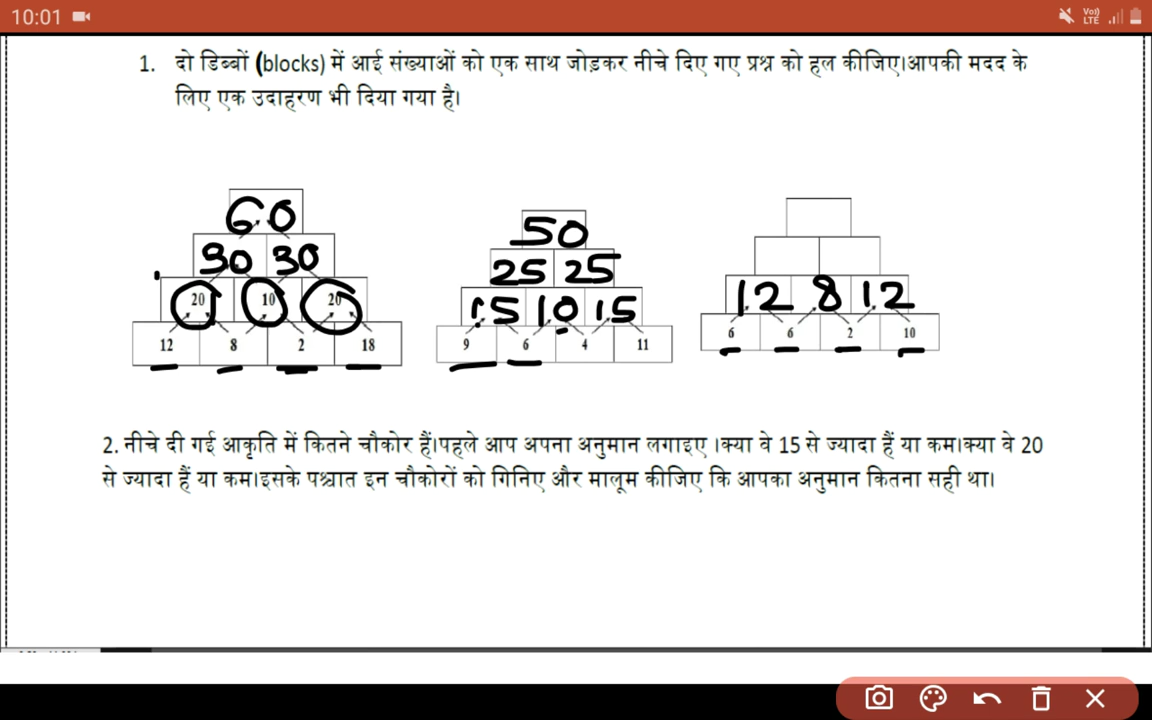 10:01
Vo))
LTE
1. दो डिब्बों (blocks) में आई संख्याओं को एक साथ जोड़कर नीचे दिए गए प्रश्न को हल कीजिए।आपकी मदद के
लिए एक उदाहरण भी दिया गया है।
60
30 30
20 10 20
12 8 2 18
50
25 25
15 10 15
9 6 4 11
12 8 12
6 6 2 10
2. नीचे दी गई आकृति में कितने चौकोर हैं।पहले आप अपना अनुमान लगाइए ।क्या वे 15 से ज्यादा हैं या कम।क्या वे 20
से ज्यादा हैं या कम।इसके पश्चात इन चौकोरों को गिनिए और मालूम कीजिए कि आपका अनुमान कितना सही था।